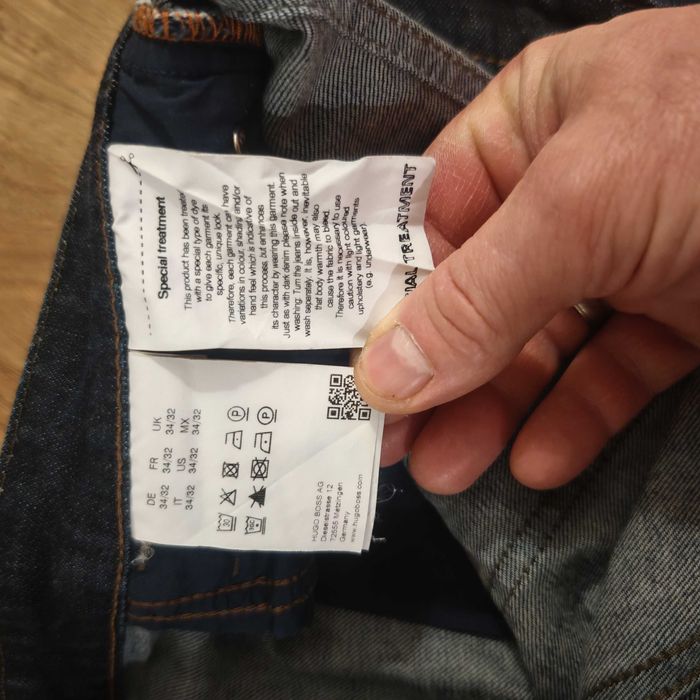 Special treatment
This product has been treated
with a special type of dye
to give each garment its
specific, unique look.
Therefore, each garment can have
variations in colour, shading and/or
hand feel which is indicative of
this process, but enhances
its character by wearing this garment.
Just as with dark denim please note when
washing: Turn the jeans inside out and
wash separately. It is, however, inevitable
that body warmth may also
cause the fabric to bleed.
Therefore it is necessary to use
caution with light coloured
upholstery and light garments
(e.g. underwear).
TREATMENT
DE FR UK
34/32 34/32 34/32
IT US MX
34/32 34/32 34/32
30 P
P
HUGO BOSS AG
Dieselstrasse 12
72555 Metzingen
Germany
www.hugoboss.com